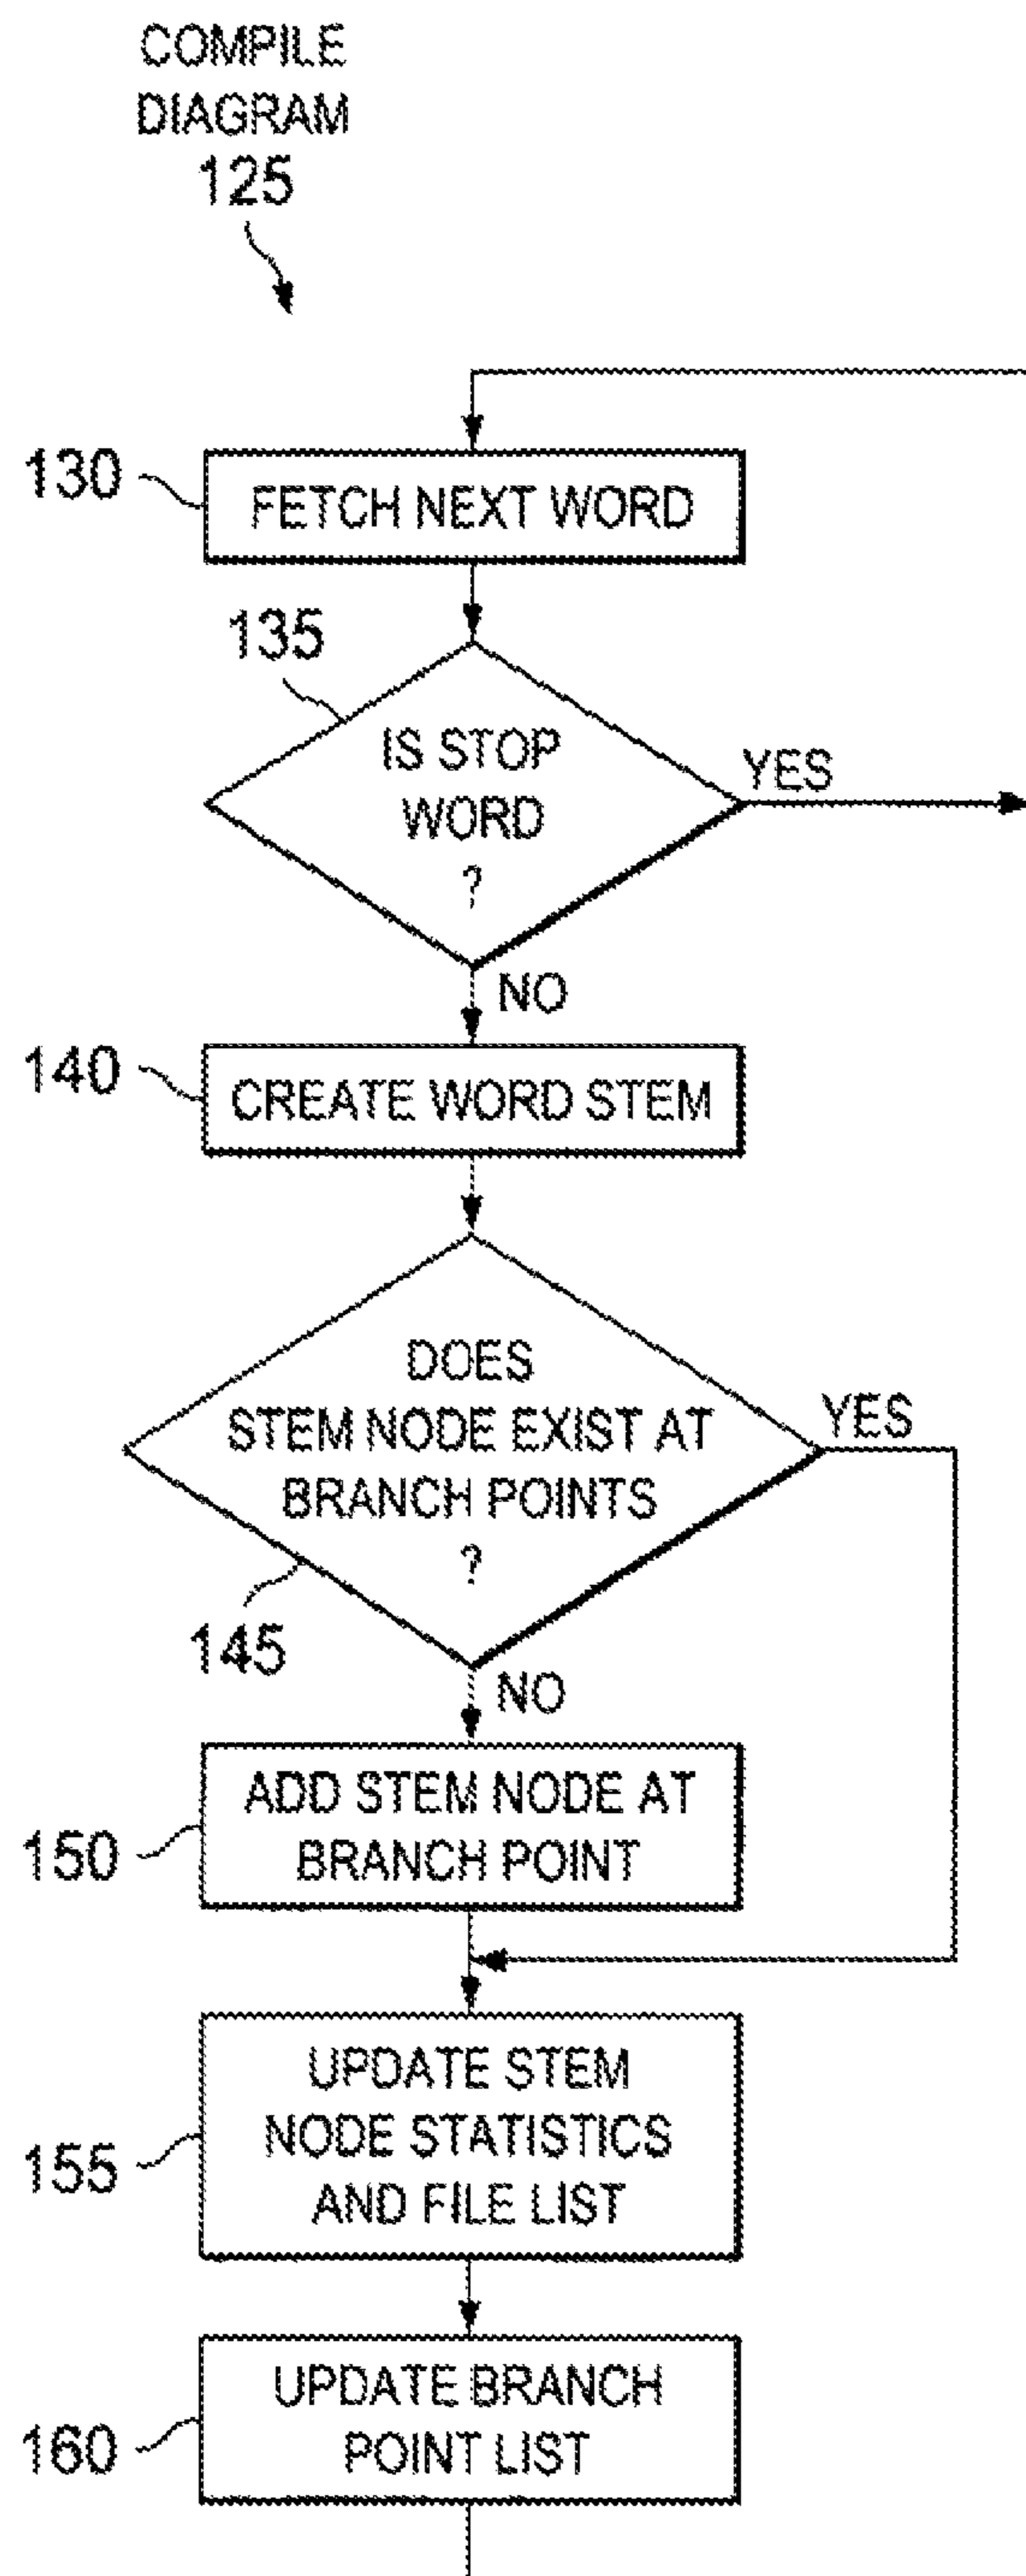 COMPILE
DIAGRAM
125
130
FETCH NEXT WORD
135
IS STOP
WORD
?
YES
NO
140
CREATE WORD STEM
DOES
STEM NODE EXIST AT
BRANCH POINTS
?
YES
145
NO
ADD STEM NODE AT
BRANCH POINT
150
UPDATE STEM
NODE STATISTICS
AND FILE LIST
155
UPDATE BRANCH
POINT LIST
160